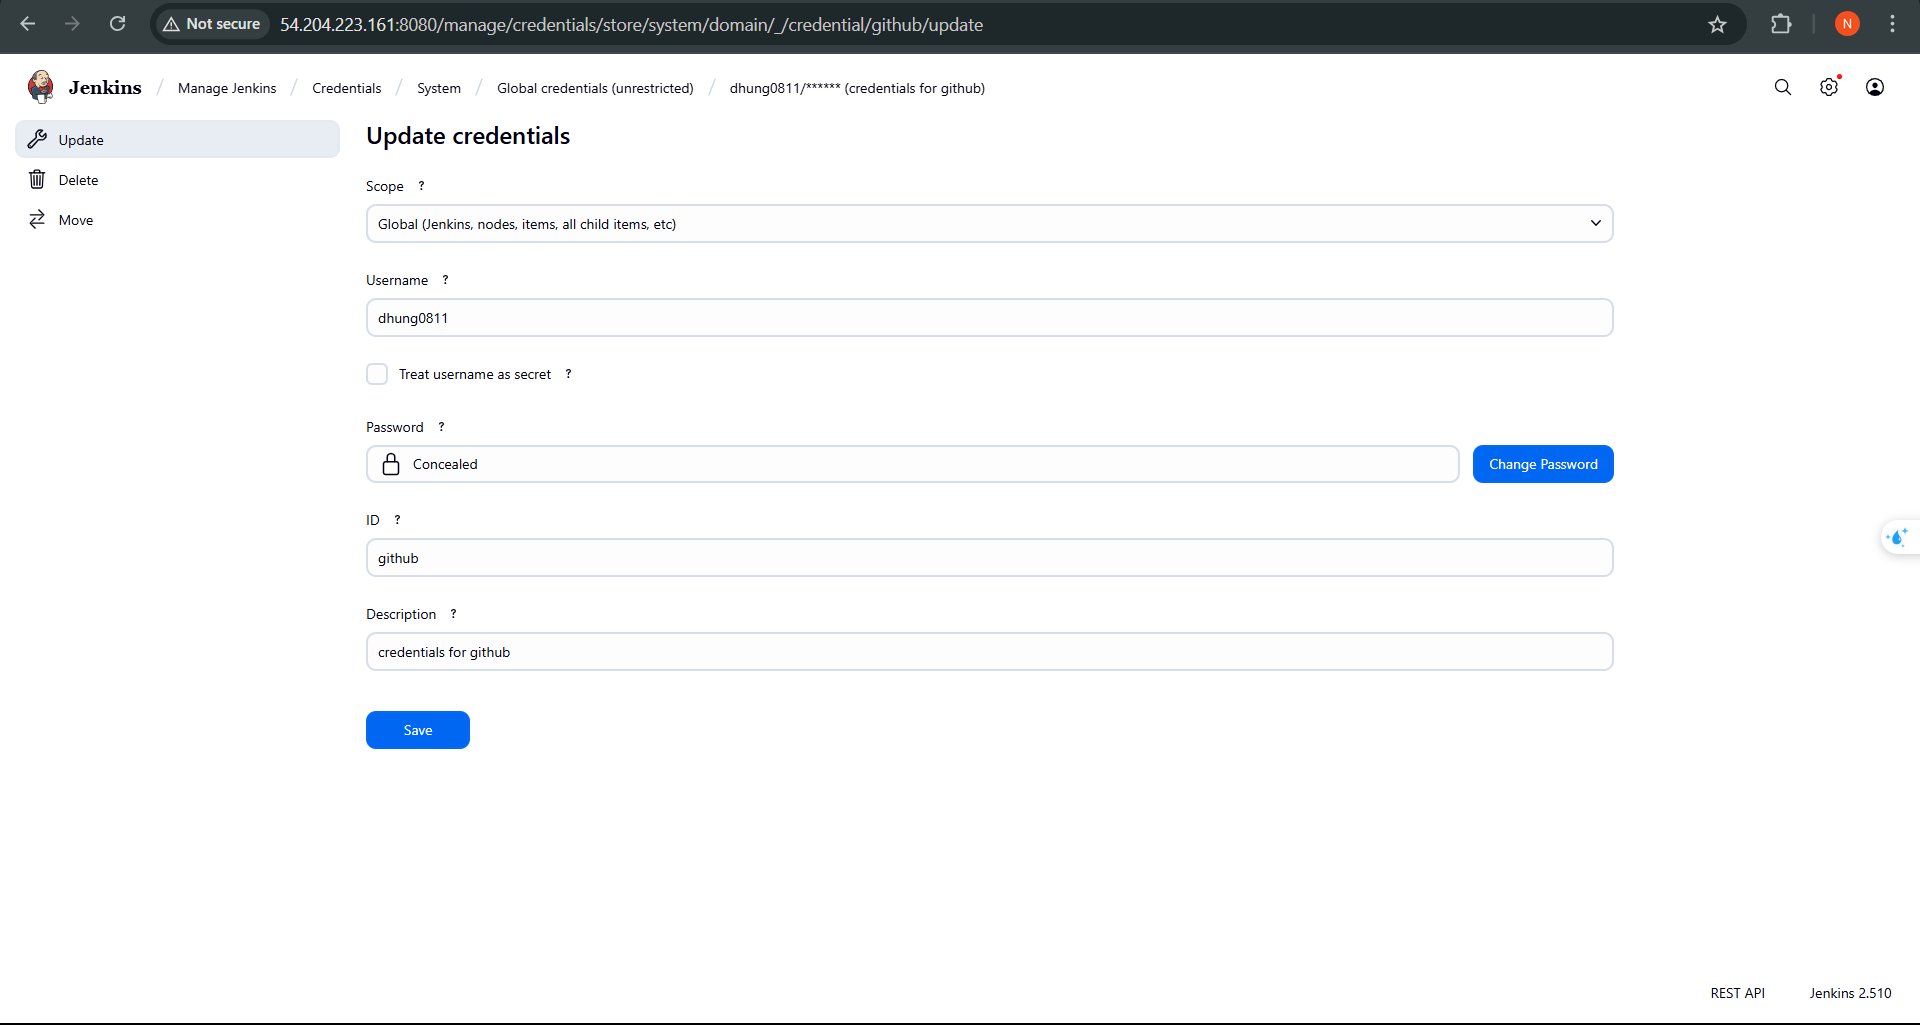 Not secure 54.204.223.161:8080/manage/credentials/store/system/domain/_/credential/github/update N
Jenkins / Manage Jenkins / Credentials / System / Global credentials (unrestricted) / dhung0811/****** (credentials for github)
Update
Delete
Move
Update credentials
Scope ?
Global (Jenkins, nodes, items, all child items, etc)
Username ?
dhung0811
Treat username as secret ?
Password ?
Concealed
Change Password
ID ?
github
Description ?
credentials for github
Save
REST API Jenkins 2.510